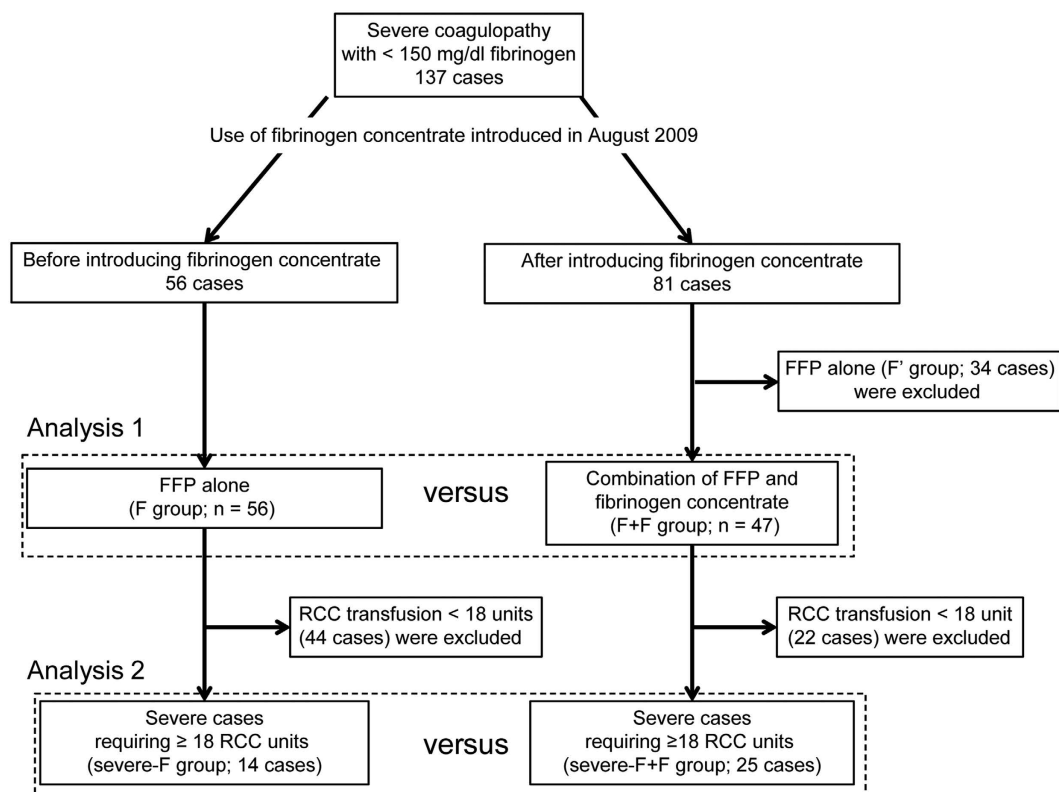 Severe coagulopathy
with < 150 mg/dl fibrinogen
137 cases
Use of fibrinogen concentrate introduced in August 2009
Before introducing fibrinogen concentrate
56 cases
After introducing fibrinogen concentrate
81 cases
FFP alone (F' group; 34 cases)
were excluded
Analysis 1
FFP alone
(F group; n = 56)
versus
Combination of FFP and
fibrinogen concentrate
(F+F group; n = 47)
RCC transfusion < 18 units
(44 cases) were excluded
RCC transfusion < 18 unit
(22 cases) were excluded
Analysis 2
Severe cases
requiring ≥ 18 RCC units
(severe-F group; 14 cases)
versus
Severe cases
requiring ≥18 RCC units
(severe-F+F group; 25 cases)